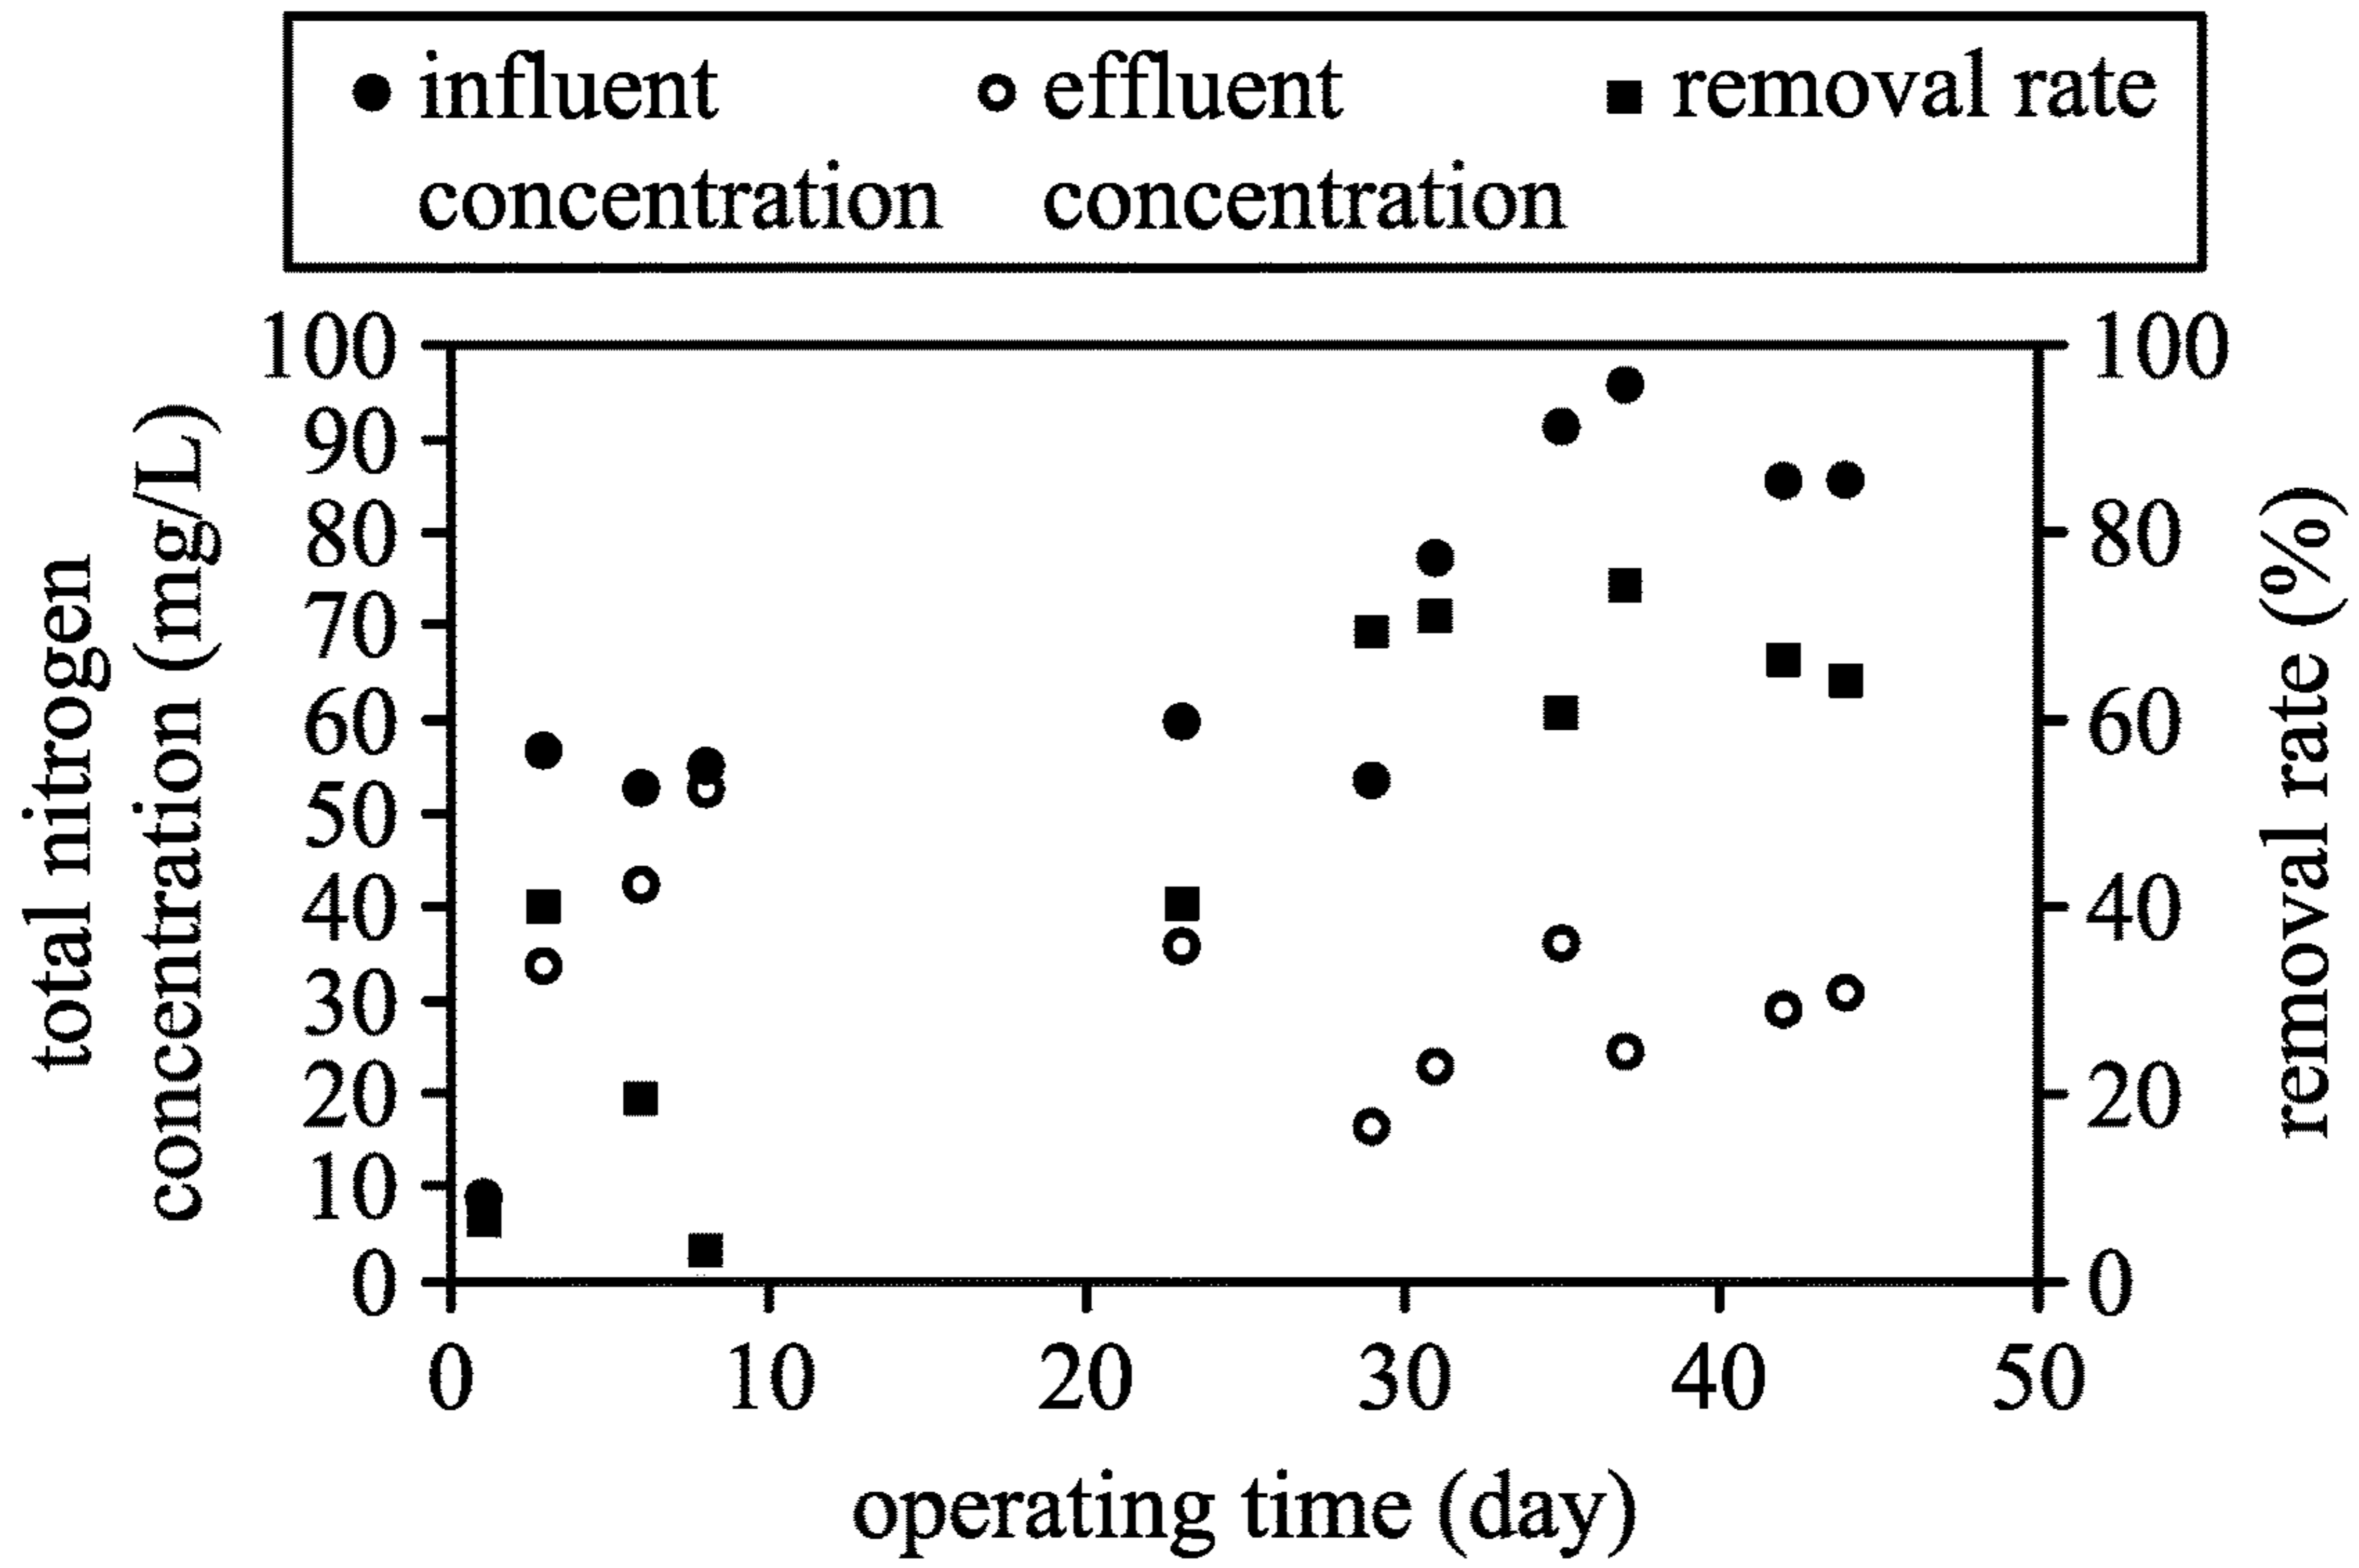 influent effluent removal rate
concentration concentration
100 100
90
80 80
70
60 60
50
40 40
30
20 20
10
0 0
0 10 20 30 40 50
total nitrogen
concentration (mg/L)
removal rate (%)
operating time (day)